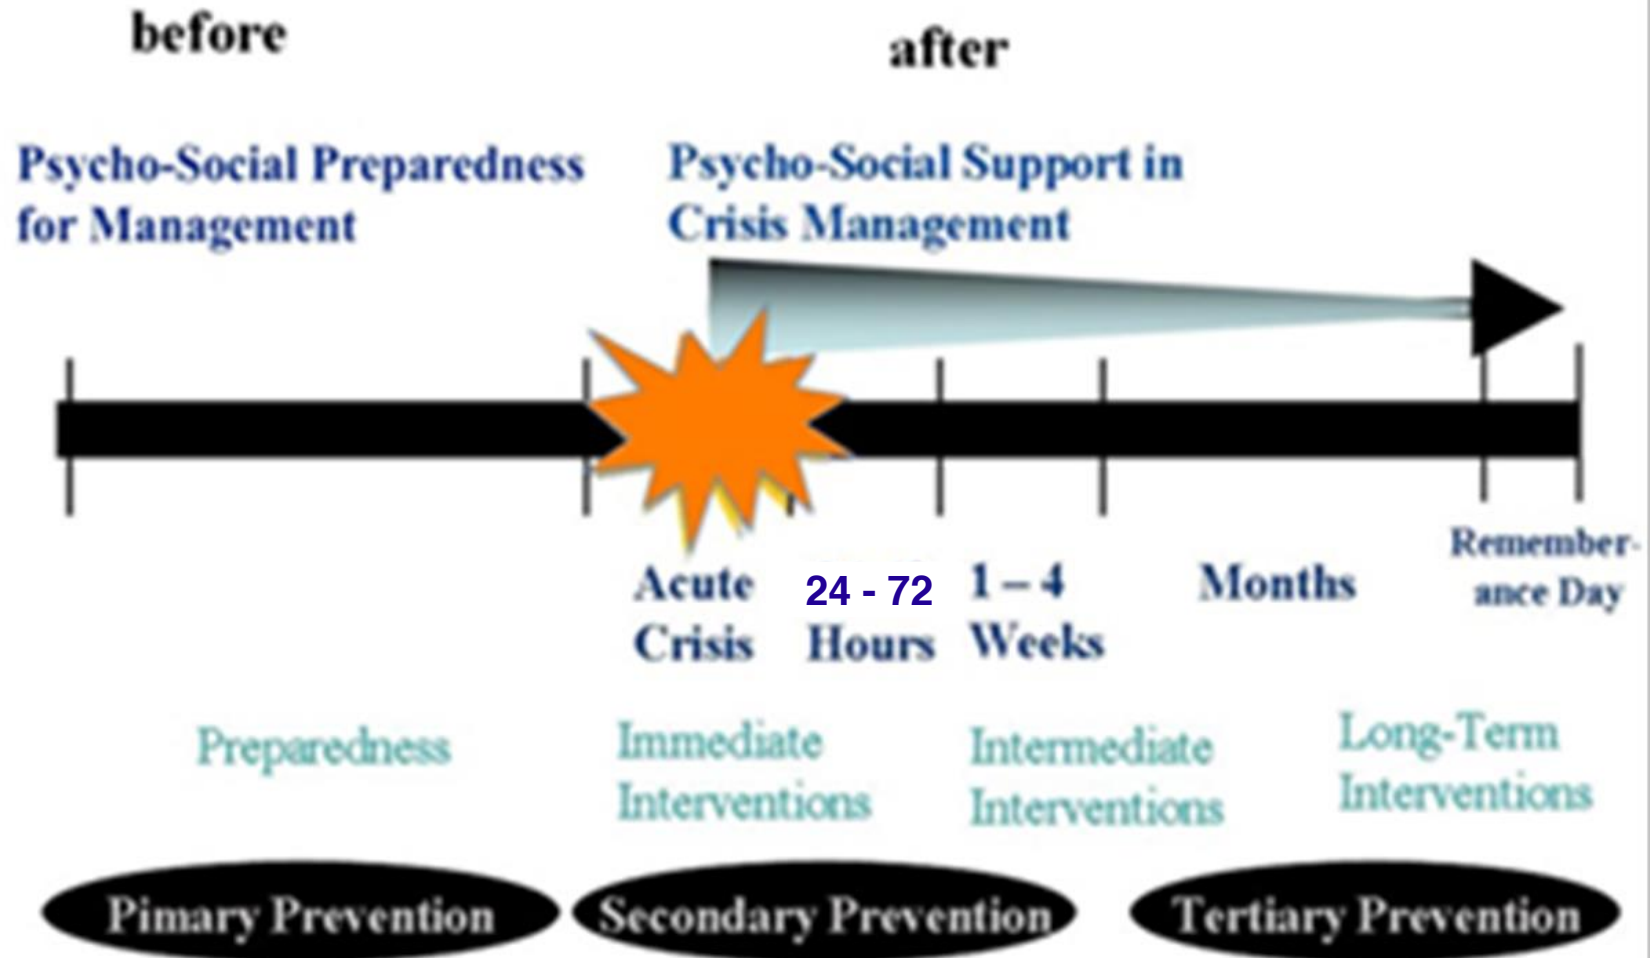 before
after
Psycho-Social Preparedness
for Management
Psycho-Social Support in
Crisis Management
Acute
Crisis
24 - 72
Hours
1 – 4
Weeks
Months
Remember-
ance Day
Preparedness
Immediate
Interventions
Intermediate
Interventions
Long-Term
Interventions
Pimary Prevention
Secondary Prevention
Tertiary Prevention